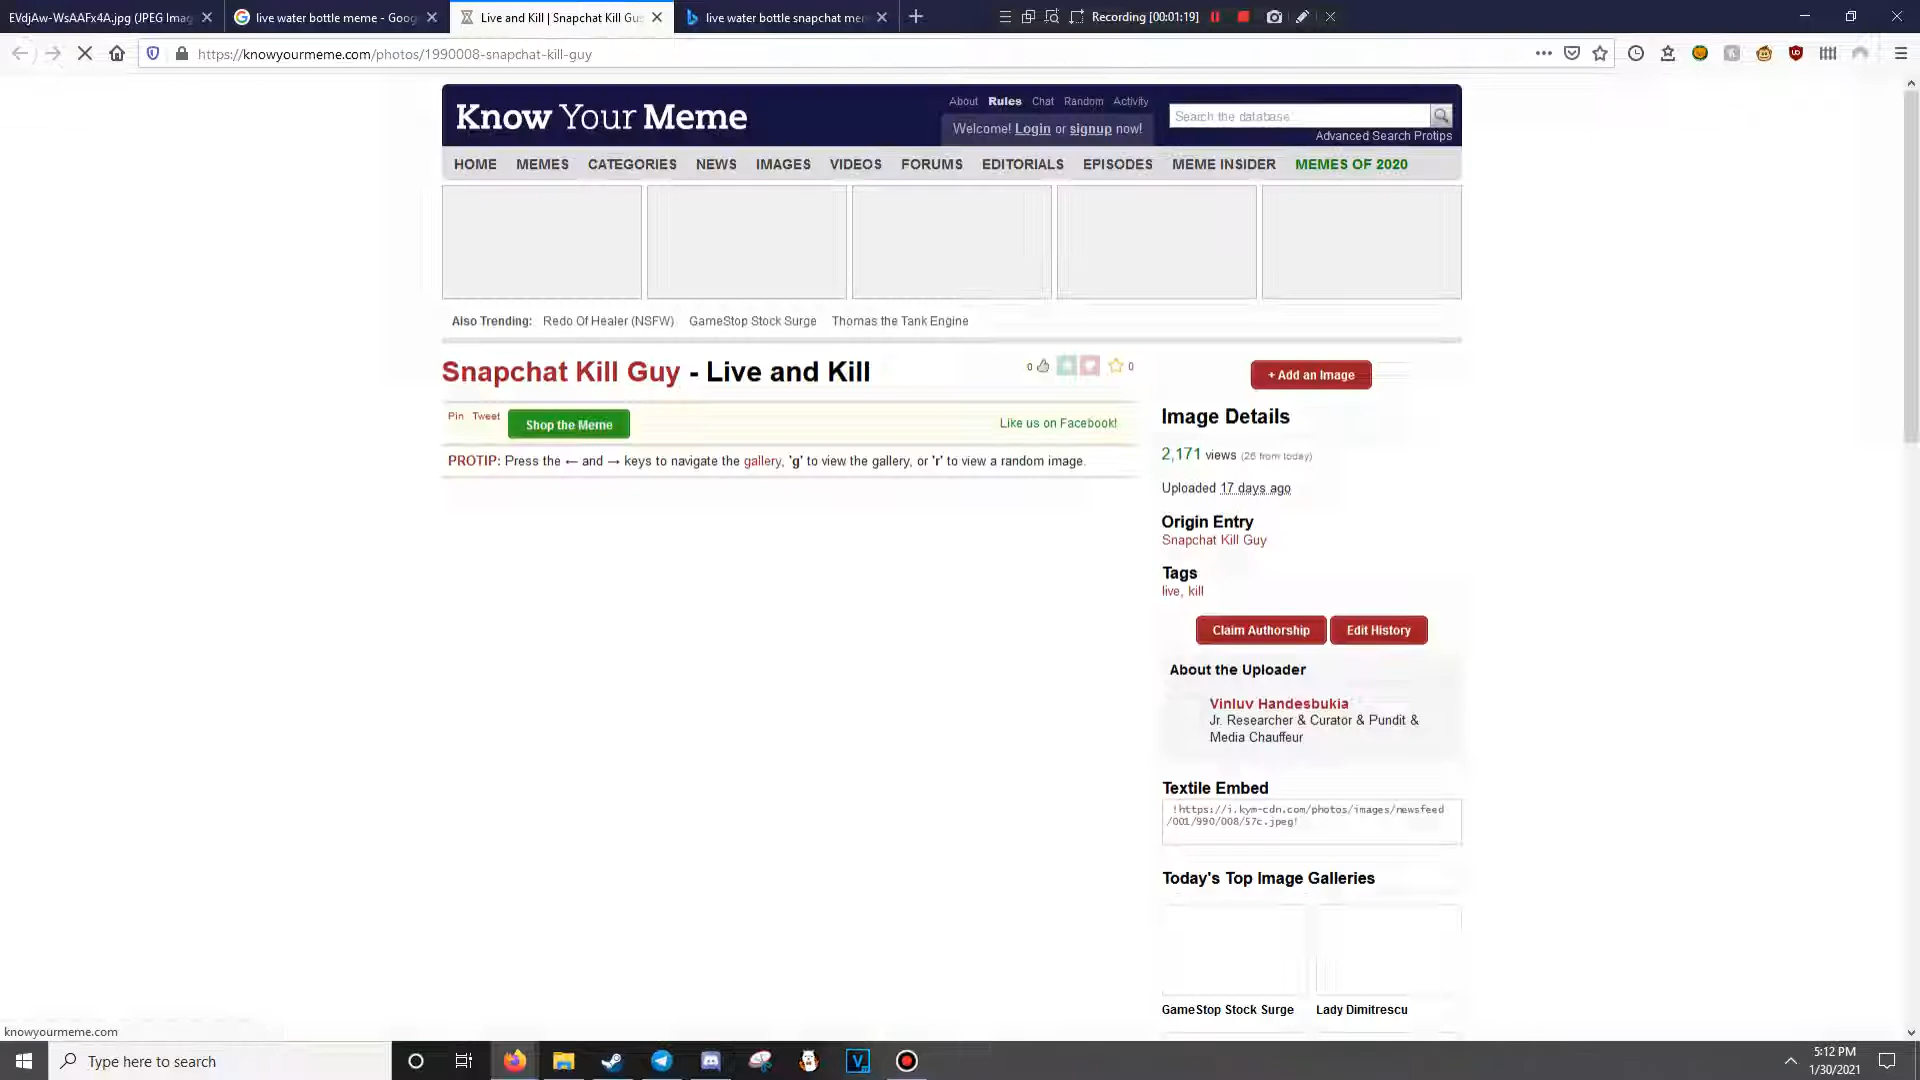 EVdjAw-WsAAFx4A.jpg (JPEG Imag
live water bottle meme - Goog
Live and Kill | Snapchat Kill Gu
live water bottle snapchat me
Recording [00:01:19]
https://knowyourmeme.com/photos/1990008-snapchat-kill-guy
Know Your Meme
About Rules Chat Random Activity
Welcome! Login or signup now!
Search the database
Advanced Search Protips
HOME MEMES CATEGORIES NEWS IMAGES VIDEOS FORUMS EDITORIALS EPISODES MEME INSIDER MEMES OF 2020
Also Trending: Redo Of Healer (NSFW) GameStop Stock Surge Thomas the Tank Engine
Snapchat Kill Guy - Live and Kill
0
0
Pin Tweet Shop the Meme
Like us on Facebook!
PROTIP: Press the ← and → keys to navigate the gallery, 'g' to view the gallery, or 'r' to view a random image.
+ Add an Image
Image Details
2,171 views (26 from today)
Uploaded 17 days ago
Origin Entry
Snapchat Kill Guy
Tags
live, kill
Claim Authorship Edit History
About the Uploader
Vinluv Handesbukia
Jr. Researcher & Curator & Pundit &
Media Chauffeur
Textile Embed
!https://i.kym-cdn.com/photos/images/newsfeed
/001/990/008/57c.jpeg!
Today's Top Image Galleries
GameStop Stock Surge
Lady Dimitrescu
knowyourmeme.com
Type here to search
5:12 PM
1/30/2021